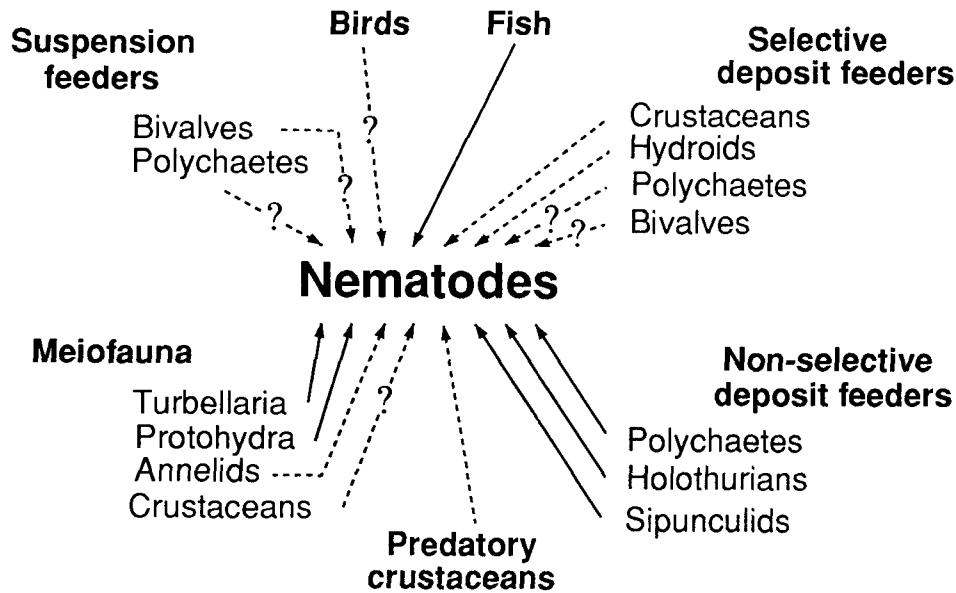 Birds
Fish
Suspension
feeders
Bivalves
Polychaetes
?
?
?
Selective
deposit feeders
Crustaceans
Hydroids
Polychaetes
Bivalves
?
?
Nematodes
Meiofauna
Turbellaria
Protohydra
Annelids
Crustaceans
?
Predatory
crustaceans
Non-selective
deposit feeders
Polychaetes
Holothurians
Sipunculids